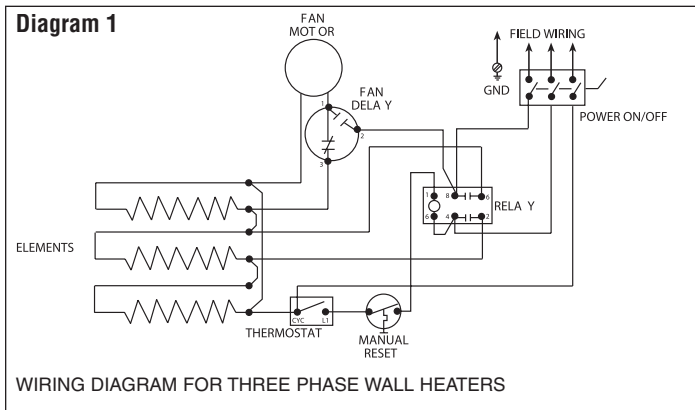 Diagram 1
FAN
MOT OR
FIELD WIRING
GND
POWER ON/OFF
FAN
DELA Y
1
2
3
1
8
6
RELA Y
6
4
2
ELEMENTS
THERMOSTAT
CYC
L1
MANUAL
RESET
WIRING DIAGRAM FOR THREE PHASE WALL HEATERS